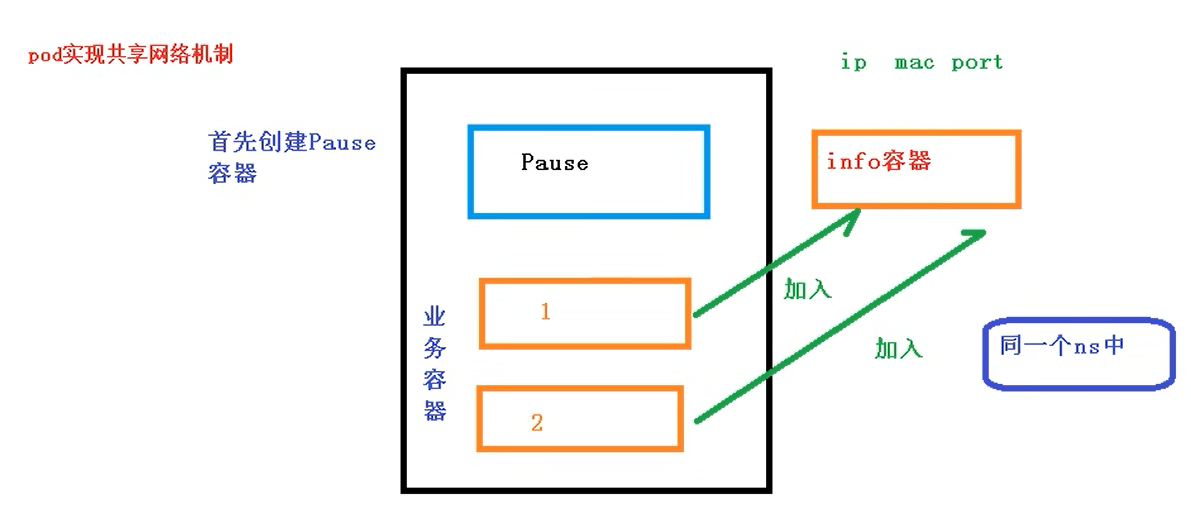 pod实现共享网络机制
ip mac port
首先创建Pause
容器
Pause
info容器
业
务
容
器
1
加入
2
加入
同一个ns中